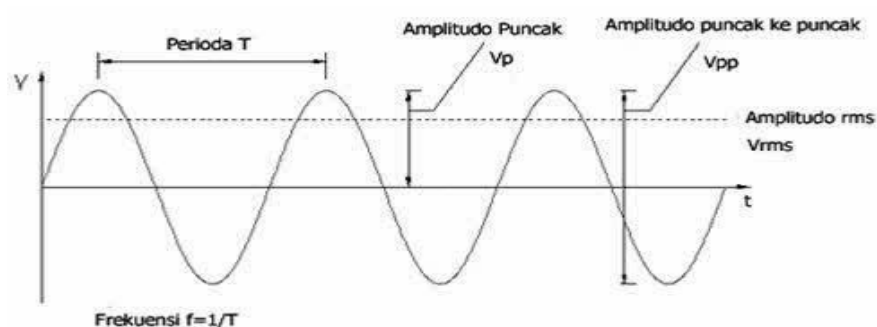 Perioda T
Amplitudo Puncak
Vp
Amplitudo puncak ke puncak
Vpp
V
Amplitudo rms
Vrms
t
Frekuensi f=1/T